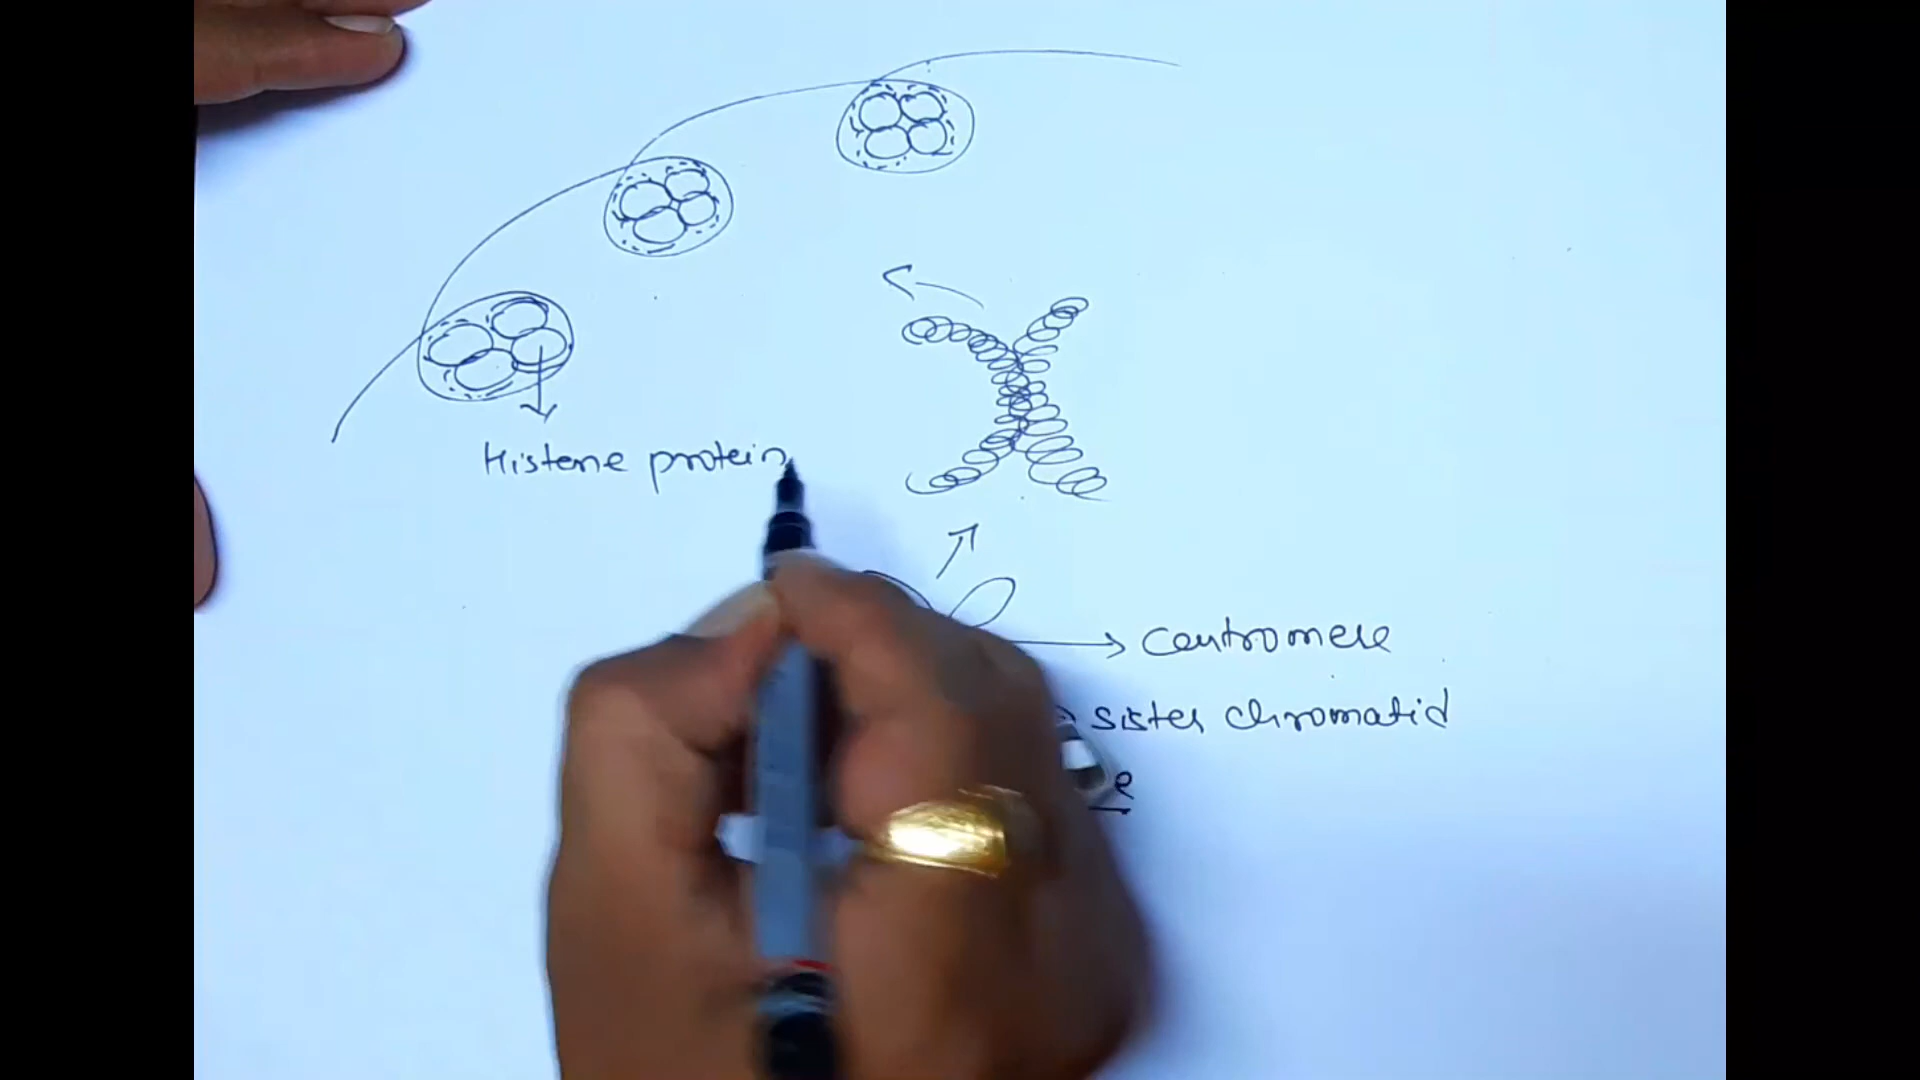 Histone protein
Centromere
sister chromatid